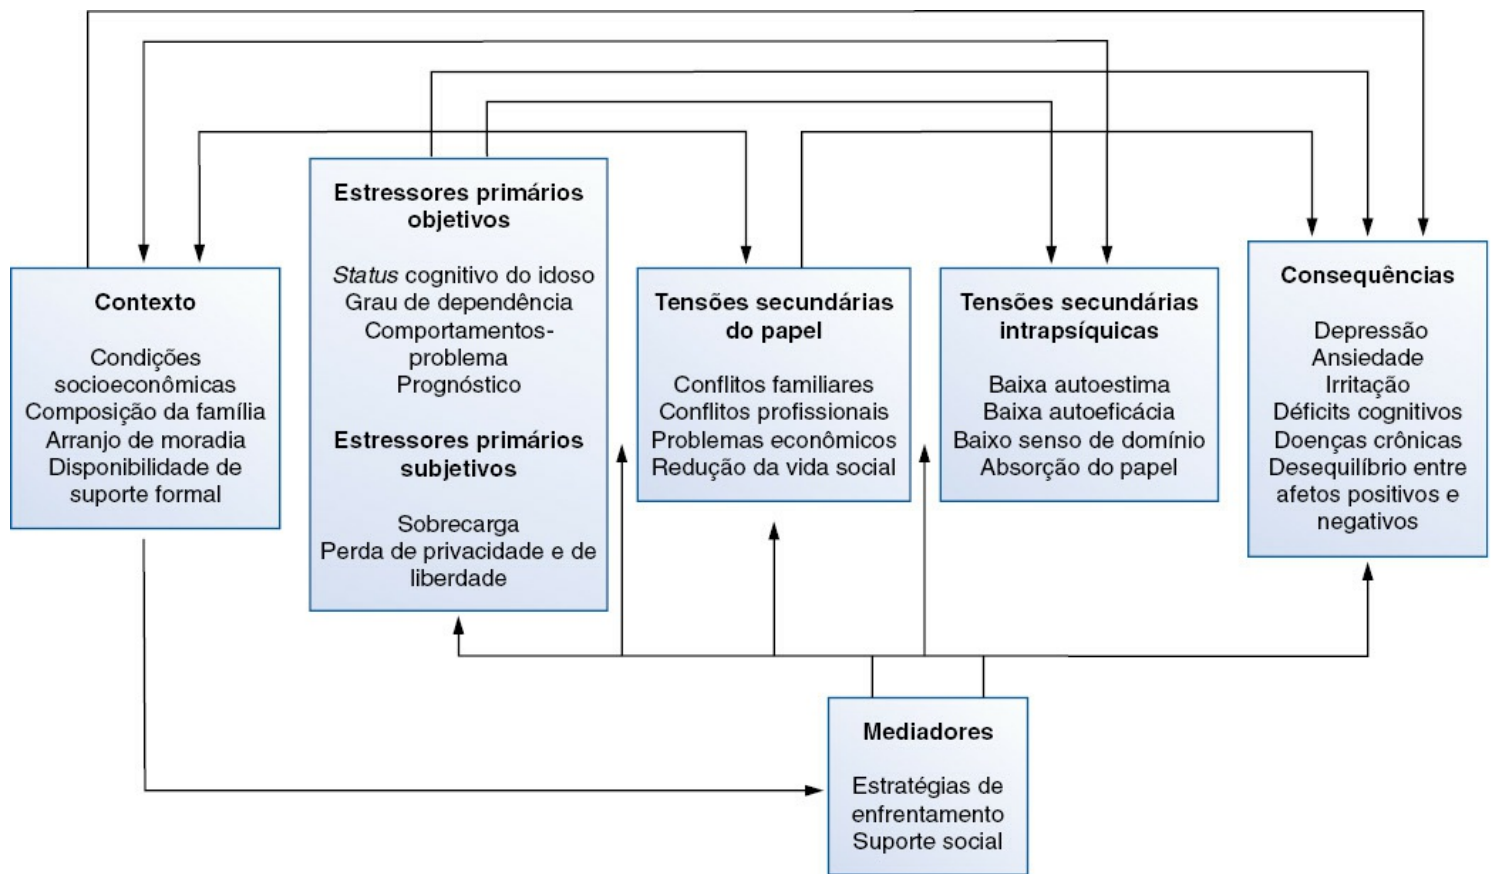 Contexto
Condições
socioeconômicas
Composição da família
Arranjo de moradia
Disponibilidade de
suporte formal
Estressores primários
objetivos
Status cognitivo do idoso
Grau de dependência
Comportamentos-
problema
Prognóstico
Estressores primários
subjetivos
Sobrecarga
Perda de privacidade e de
liberdade
Tensões secundárias
do papel
Conflitos familiares
Conflitos profissionais
Problemas econômicos
Redução da vida social
Tensões secundárias
intrapsíquicas
Baixa autoestima
Baixa autoeficácia
Baixo senso de domínio
Absorção do papel
Consequências
Depressão
Ansiedade
Irritação
Déficits cognitivos
Doenças crônicas
Desequilíbrio entre
afetos positivos e
negativos
Mediadores
Estratégias de
enfrentamento
Suporte social